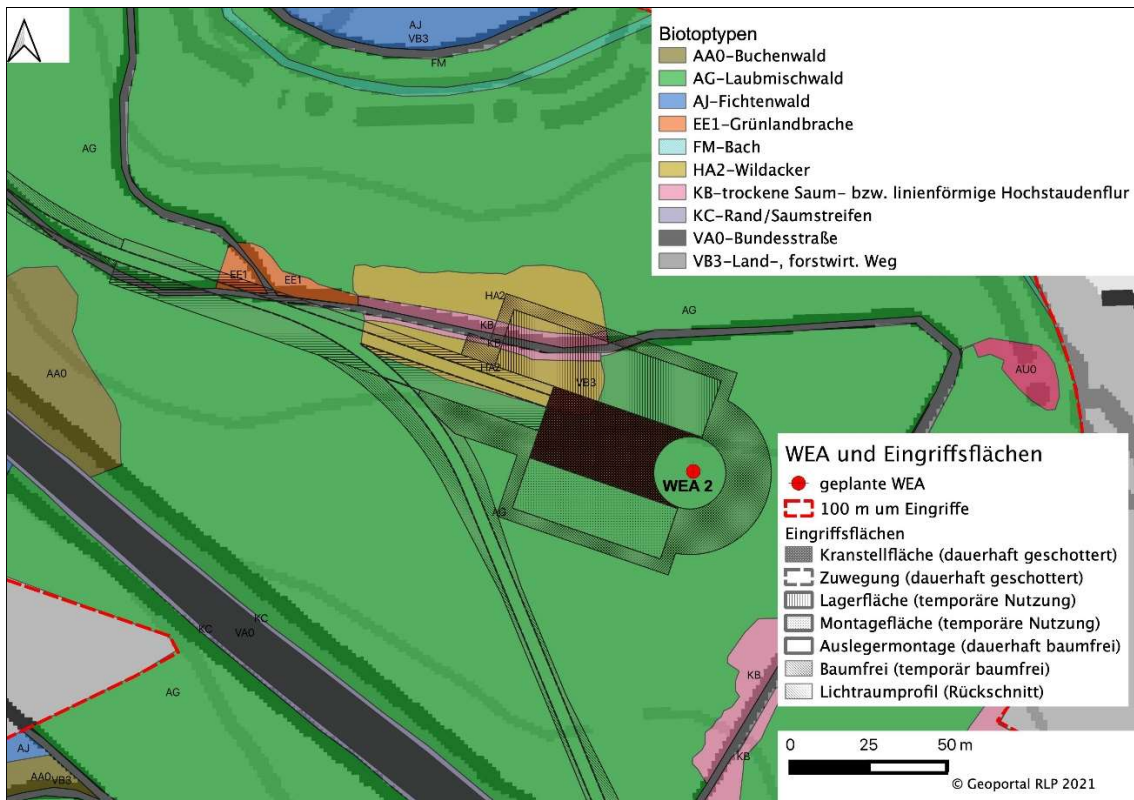 AJ
VB3
FM
AG
EE1
EE1
HA2
KB
KB
HA2
VB3
AG
AA0
AU0
WEA 2
AG
KC
KC
VA0
AG
KB
KB
AJ
AA0
VB3
Biotoptypen
AA0-Buchenwald
AG-Laubmischwald
AJ-Fichtenwald
EE1-Grünlandbrache
FM-Bach
HA2-Wildacker
KB-trockene Saum- bzw. linienförmige Hochstaudenflur
KC-Rand/Saumstreifen
VA0-Bundesstraße
VB3-Land-, forstwirt. Weg
WEA und Eingriffsflächen
geplante WEA
100 m um Eingriffe
Eingriffsflächen
Kranstellfläche (dauerhaft geschottert)
Zuwegung (dauerhaft geschottert)
Lagerfläche (temporäre Nutzung)
Montagefläche (temporäre Nutzung)
Auslegermontage (dauerhaft baumfrei)
Baumfrei (temporär baumfrei)
Lichtraumprofil (Rückschnitt)
0 25 50 m
© Geoportal RLP 2021